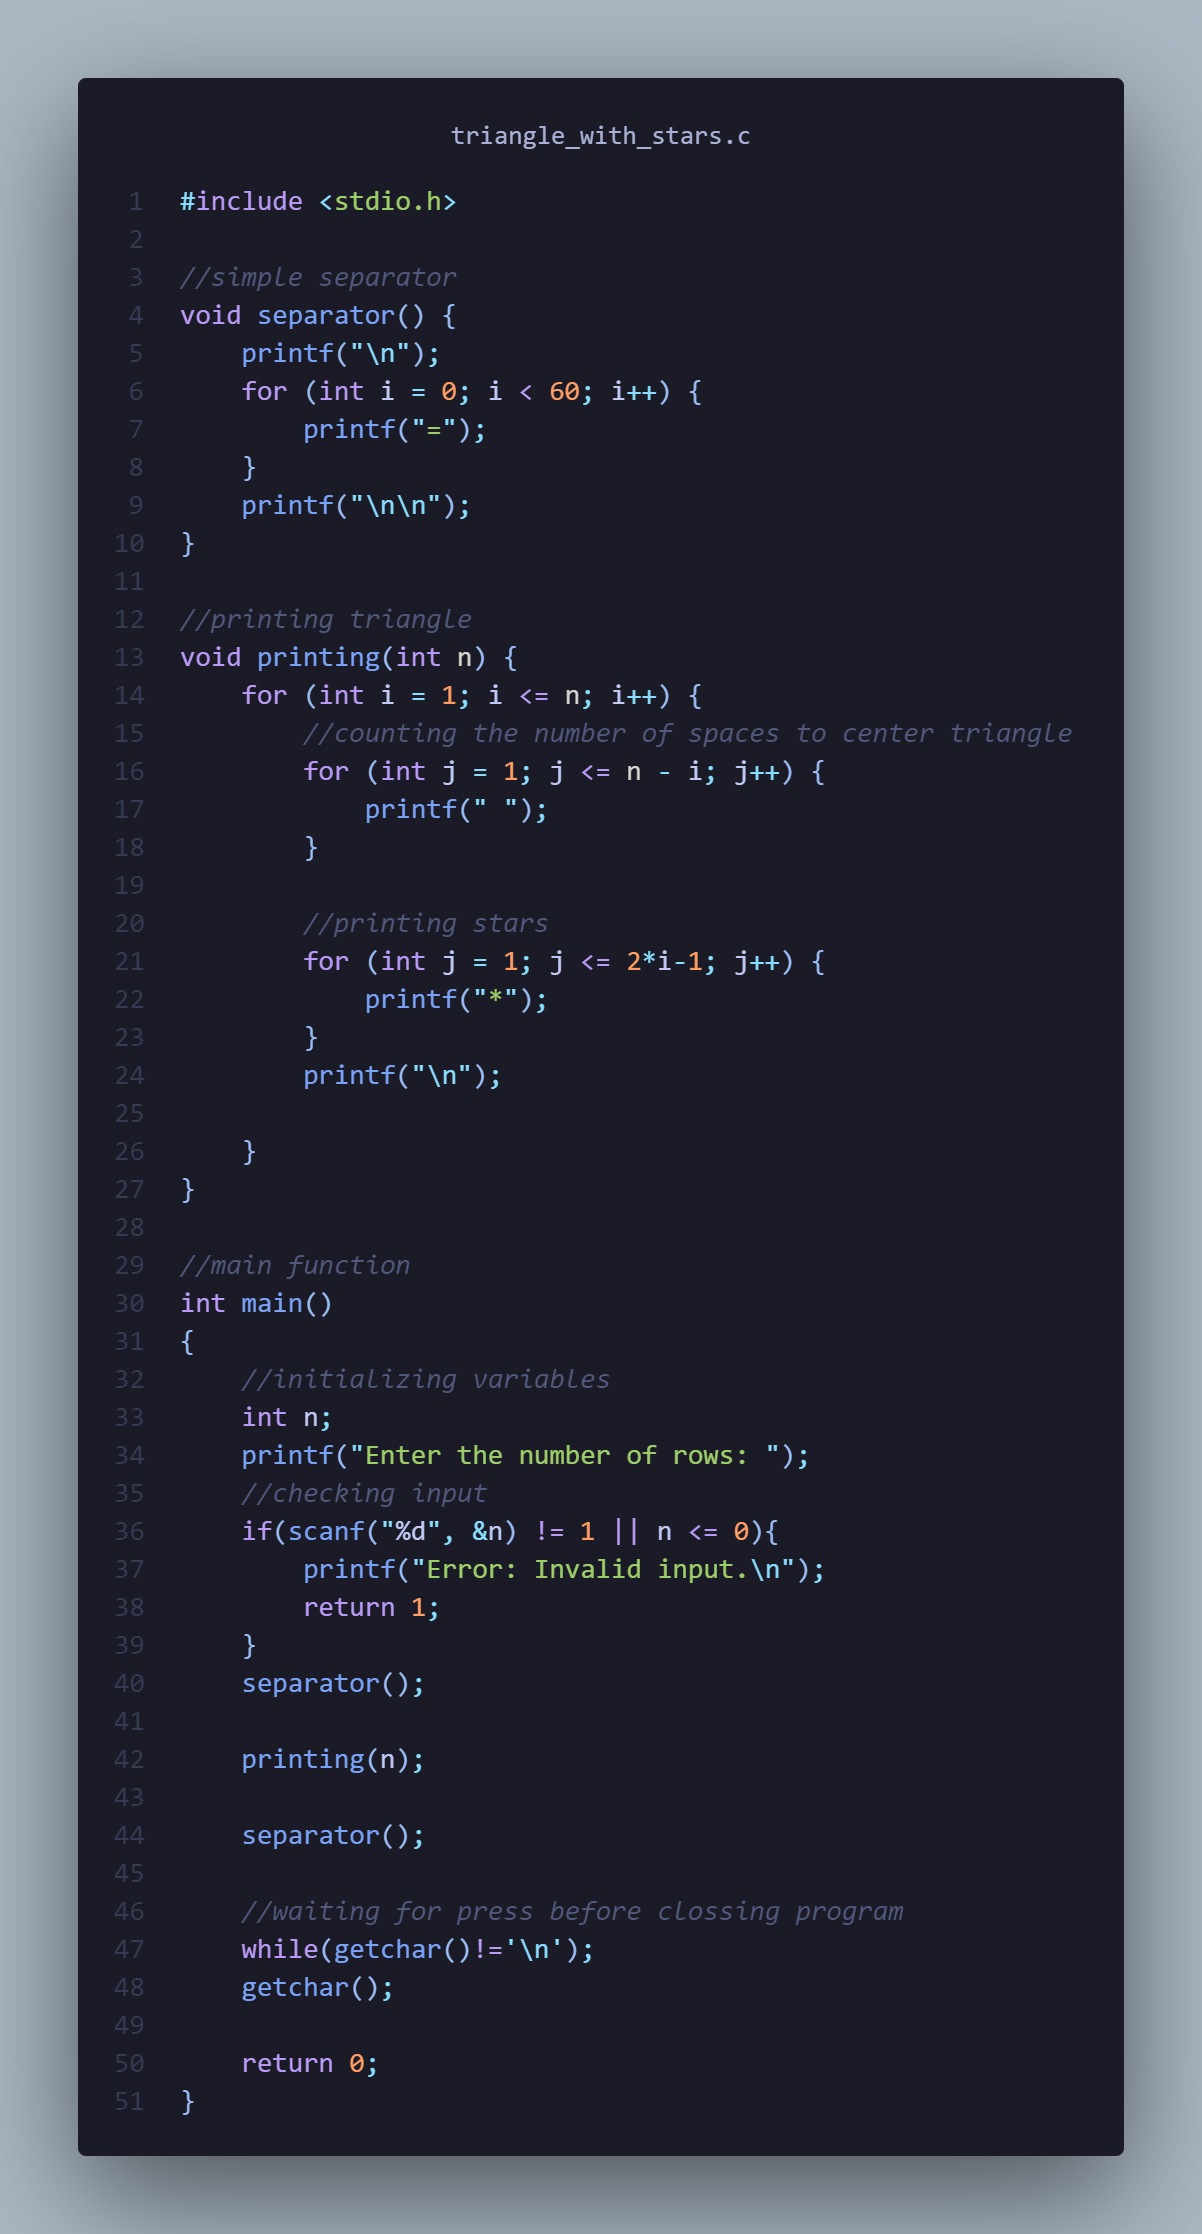 triangle_with_stars.c
1 #include <stdio.h>
2
3 //simple separator
4 void separator() {
5     printf("\n");
6     for (int i = 0; i < 60; i++) {
7         printf("=");
8     }
9     printf("\n\n");
10 }
11
12 //printing triangle
13 void printing(int n) {
14     for (int i = 1; i <= n; i++) {
15         //counting the number of spaces to center triangle
16         for (int j = 1; j <= n - i; j++) {
17             printf(" ");
18         }
19
20         //printing stars
21         for (int j = 1; j <= 2*i-1; j++) {
22             printf("*");
23         }
24         printf("\n");
25
26     }
27 }
28
29 //main function
30 int main()
31 {
32     //initializing variables
33     int n;
34     printf("Enter the number of rows: ");
35     //checking input
36     if(scanf("%d", &n) != 1 || n <= 0){
37         printf("Error: Invalid input.\n");
38         return 1;
39     }
40     separator();
41
42     printing(n);
43
44     separator();
45
46     //waiting for press before clossing program
47     while(getchar()!='\n');
48     getchar();
49
50     return 0;
51 }